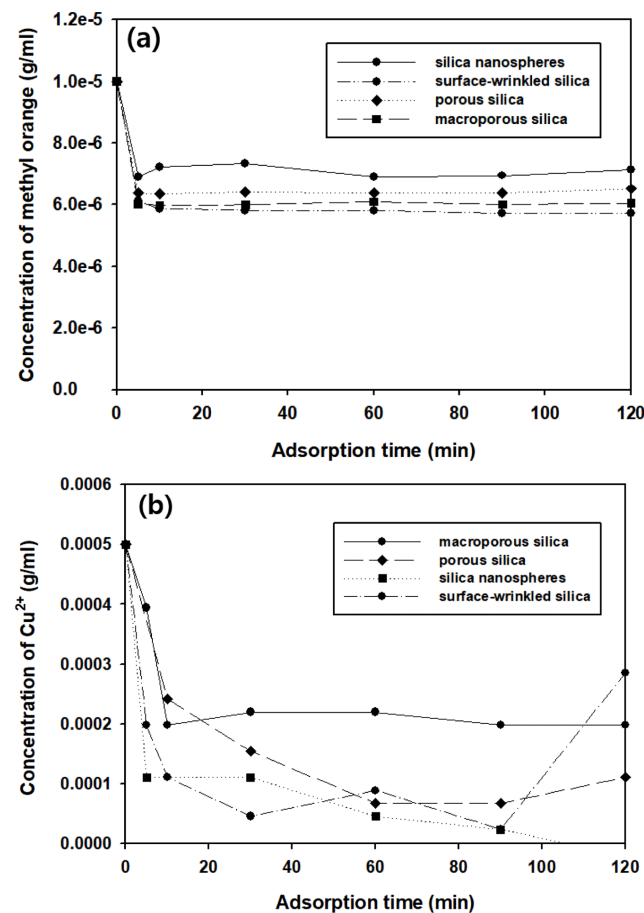 (a)
Concentration of methyl orange (g/ml)
1.2e-5
1.0e-5
8.0e-6
6.0e-6
4.0e-6
2.0e-6
0.0
silica nanospheres
surface-wrinkled silica
porous silica
macroporous silica
0 20 40 60 80 100 120
Adsorption time (min)
(b)
Concentration of Cu²⁺ (g/ml)
0.0006
0.0005
0.0004
0.0003
0.0002
0.0001
0.0000
macroporous silica
porous silica
silica nanospheres
surface-wrinkled silica
0 20 40 60 80 100 120
Adsorption time (min)